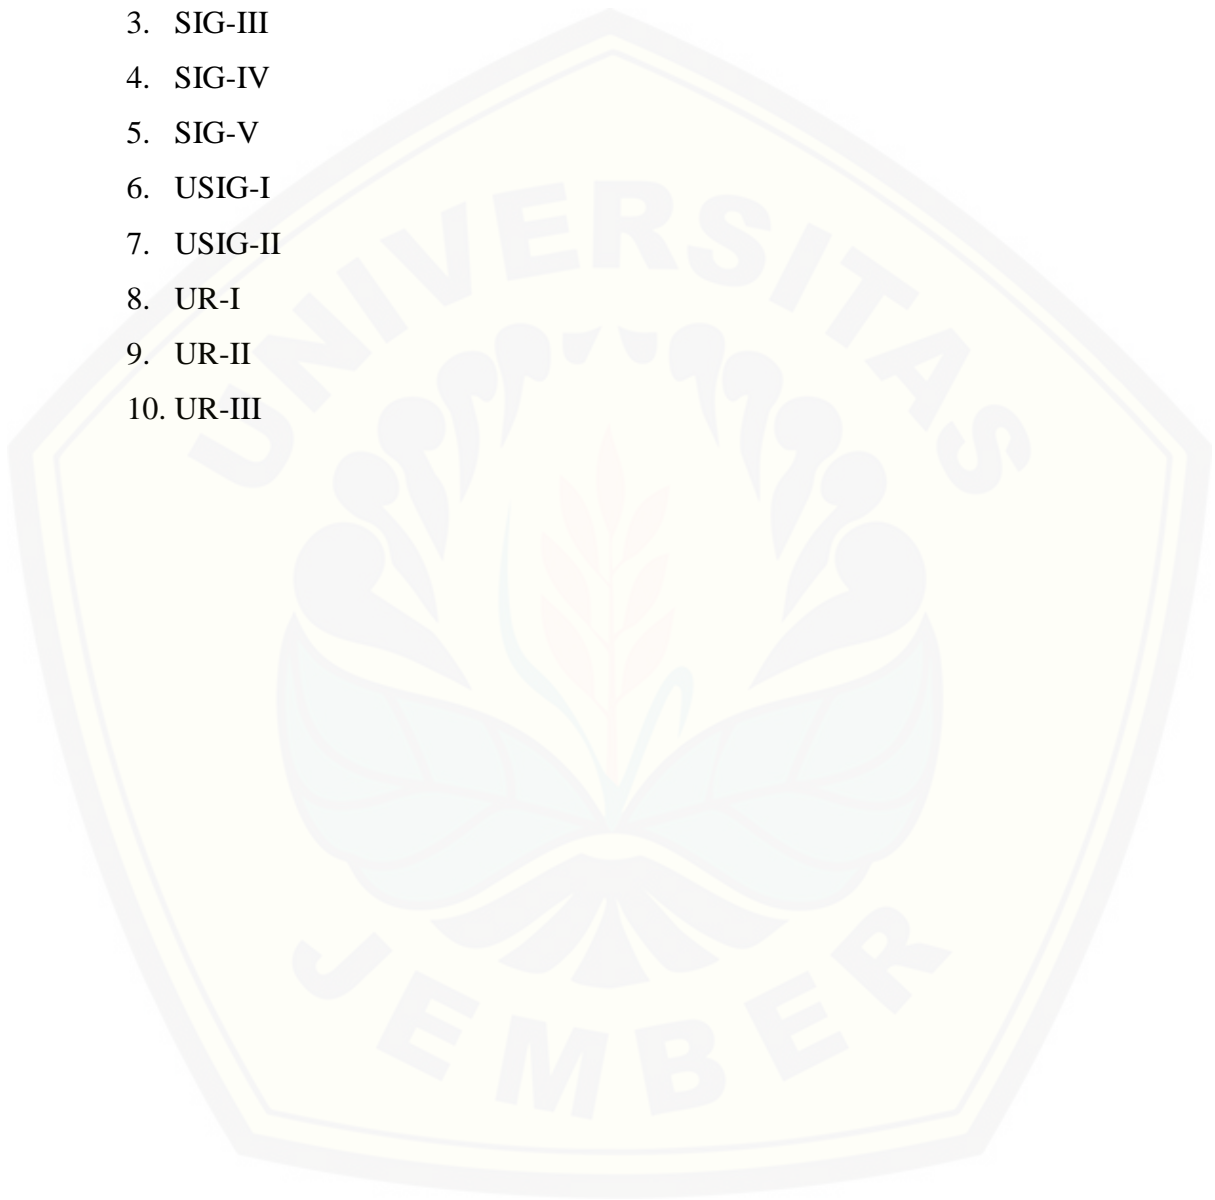 3. SIG-III
4. SIG-IV
5. SIG-V
6. USIG-I
7. USIG-II
8. UR-I
9. UR-II
10. UR-III
UNIVERSITAS
JEMBER